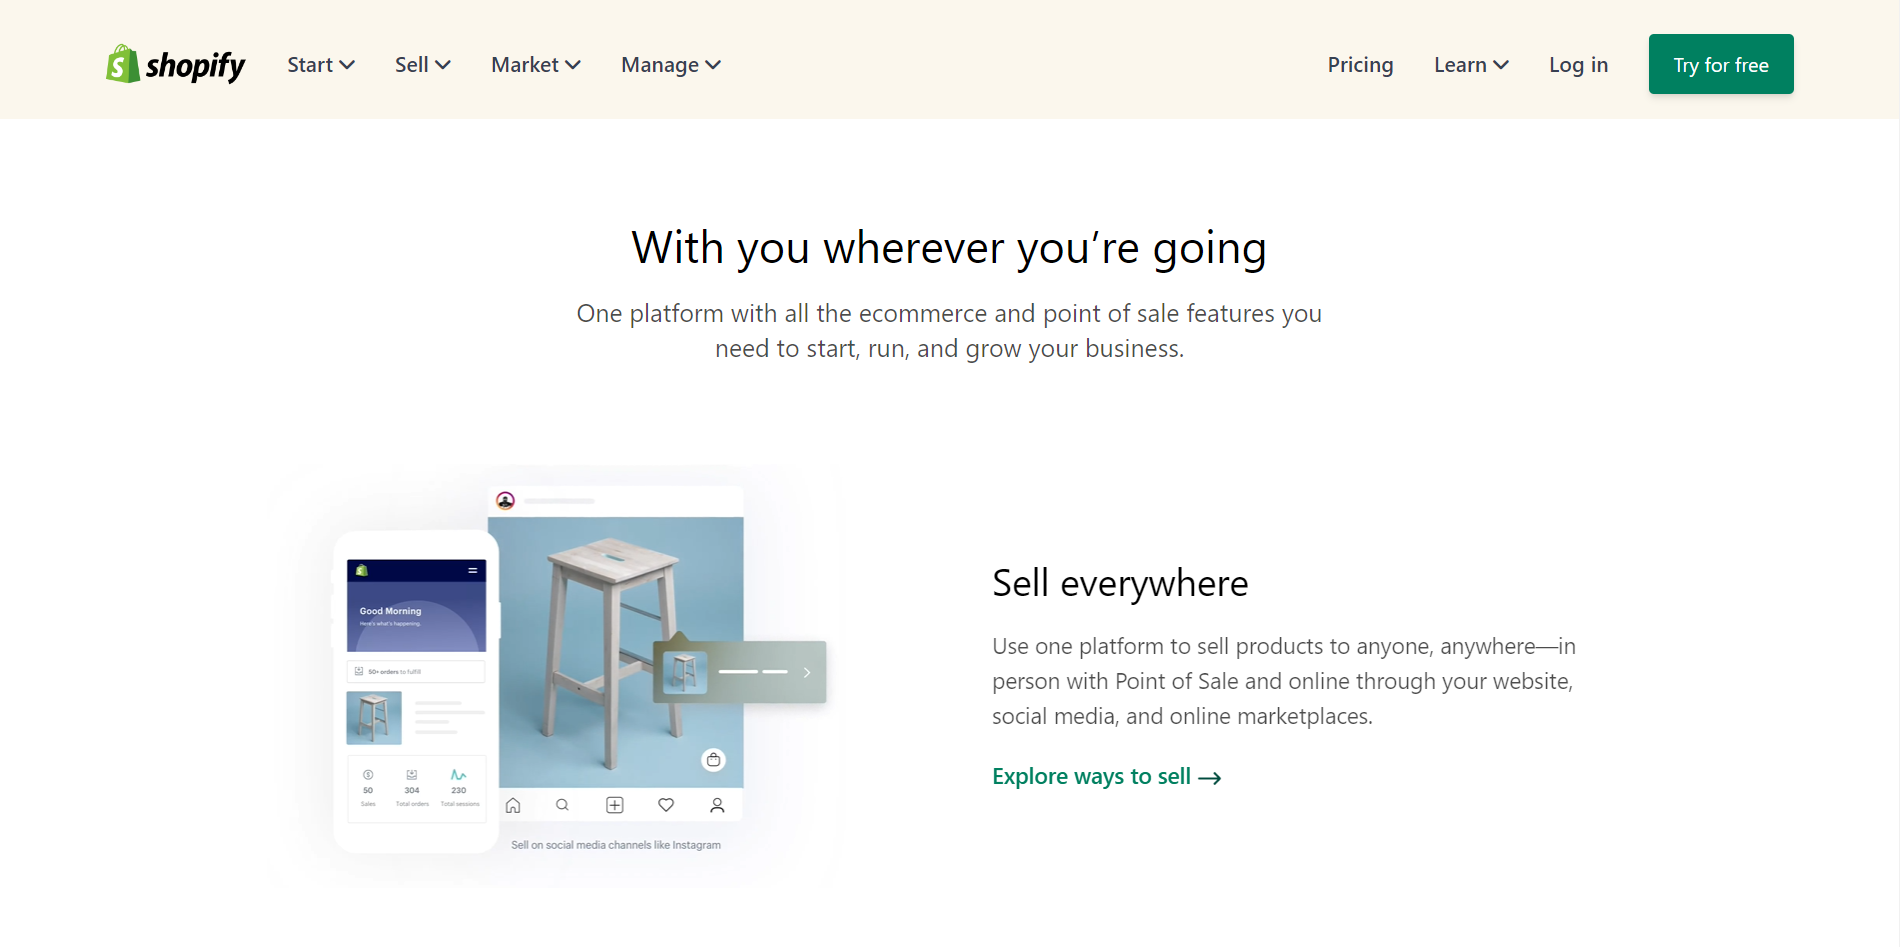 shopify
Start
Sell
Market
Manage
Pricing
Learn
Log in
Try for free
With you wherever you’re going
One platform with all the ecommerce and point of sale features you
need to start, run, and grow your business.
Good Morning
Here's what's happening.
50+ orders to fulfill
50
304
230
Sales
Total orders
Total sessions
Sell on social media channels like Instagram
Sell everywhere
Use one platform to sell products to anyone, anywhere—in
person with Point of Sale and online through your website,
social media, and online marketplaces.
Explore ways to sell